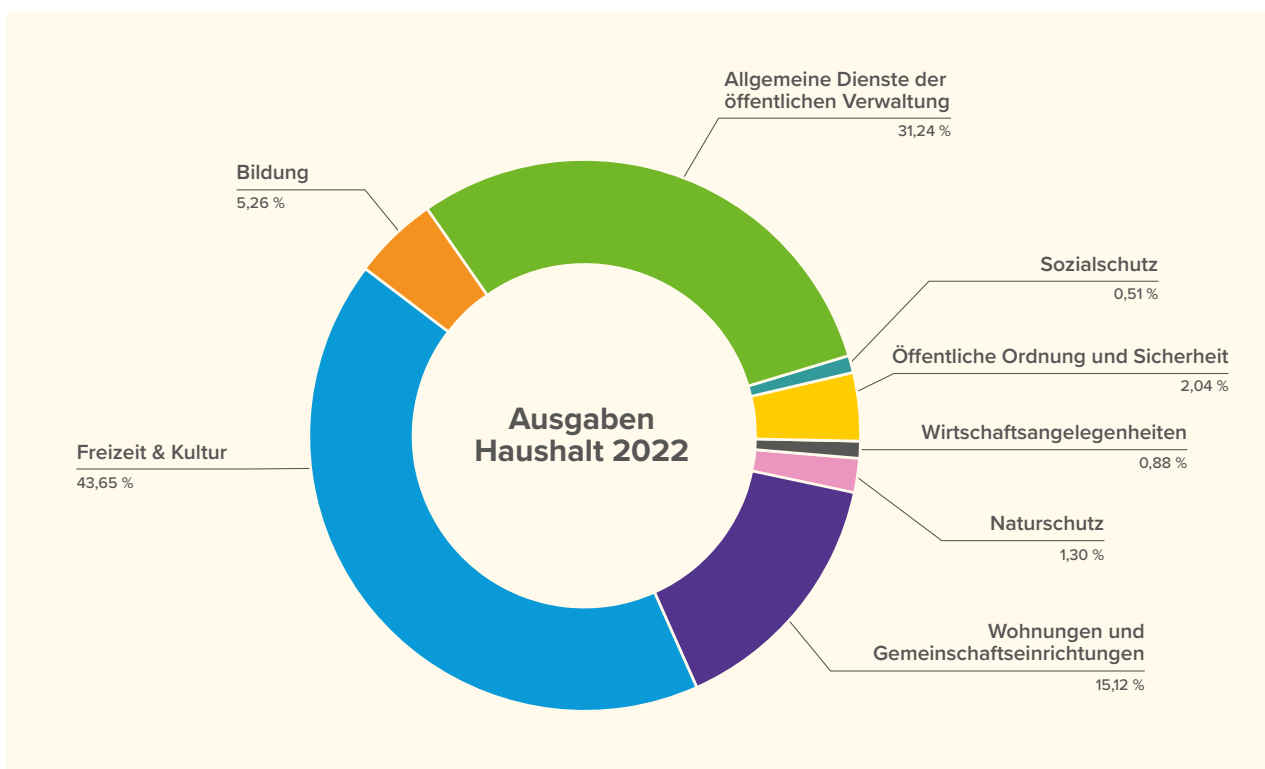 Allgemeine Dienste der
öffentlichen Verwaltung
31,24 %
Bildung
5,26 %
Sozialschutz
0,51 %
Öffentliche Ordnung und Sicherheit
2,04 %
Ausgaben
Haushalt 2022
Wirtschaftsangelegenheiten
0,88 %
Freizeit & Kultur
43,65 %
Naturschutz
1,30 %
Wohnungen und
Gemeinschaftseinrichtungen
15,12 %